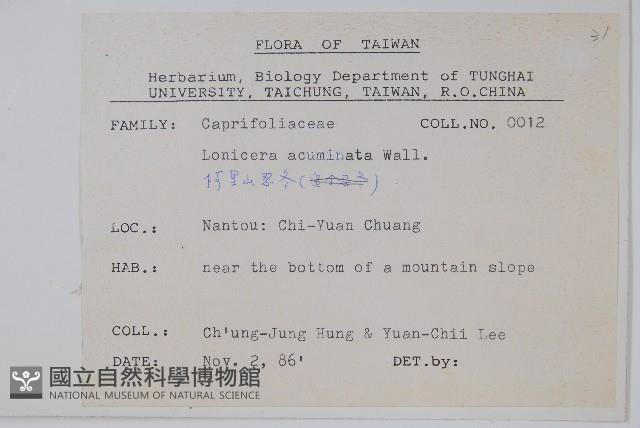 31
FLORA OF TAIWAN
Herbarium, Biology Department of TUNGHAI
UNIVERSITY, TAICHUNG, TAIWAN, R.O.CHINA
FAMILY: Caprifoliaceae COLL.NO. 0012
Lonicera acuminata Wall.
阿里山忍冬( )
LOC.: Nantou: Chi-Yuan Chuang
HAB.: near the bottom of a mountain slope
COLL.: Ch'ung-Jung Hung & Yuan-Chii Lee
DATE: Nov. 2, 86' DET.by:
國立自然科學博物館
NATIONAL MUSEUM OF NATURAL SCIENCE